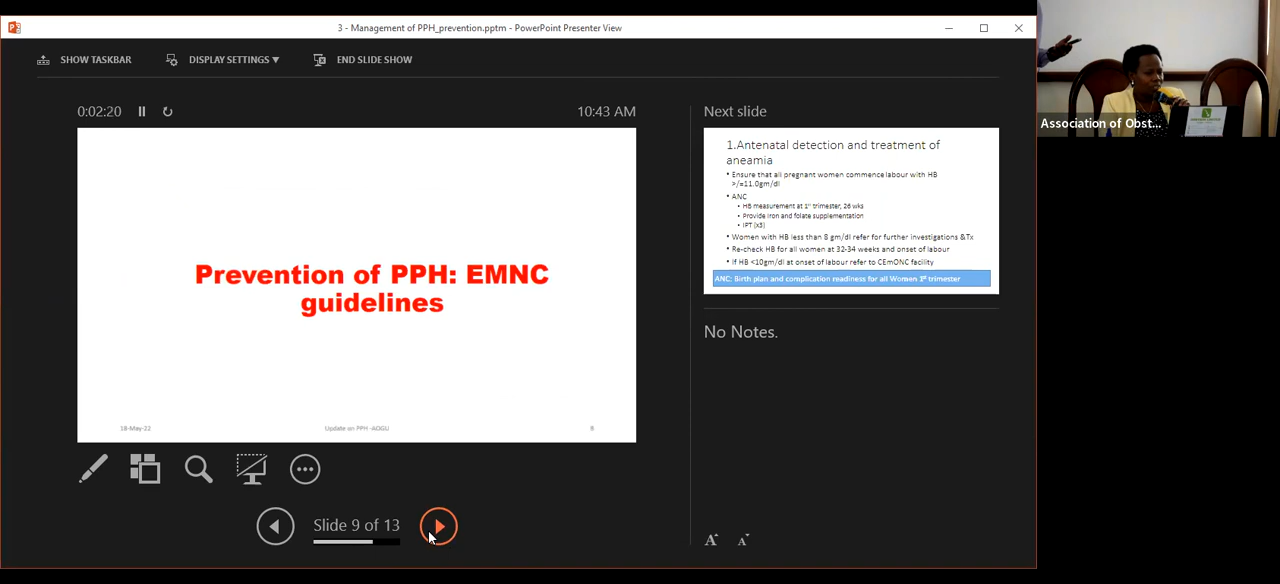 3 - Management of PPH_prevention.pptm - PowerPoint Presenter View
SHOW TASKBAR
DISPLAY SETTINGS ▾
END SLIDE SHOW
0:02:20
10:43 AM
Prevention of PPH: EMNC
guidelines
18-May-22
Update on PPH -AOGU
8
Slide 9 of 13
Next slide
1.Antenatal detection and treatment of
aneamia
• Ensure that all pregnant women commence labour with HB
>/=11.0gm/dl
• ANC
• HB measurement at 1st trimester, 26 wks
• Provide Iron and folate supplementation
• IPT (x3)
• Women with HB less than 8 gm/dl refer for further investigations &Tx
• Re-check HB for all women at 32-34 weeks and onset of labour
• If HB <10gm/dl at onset of labour refer to CEmONC facility
ANC: Birth plan and complication readiness for all Women 1st trimester
No Notes.
A A
Association of Obst...